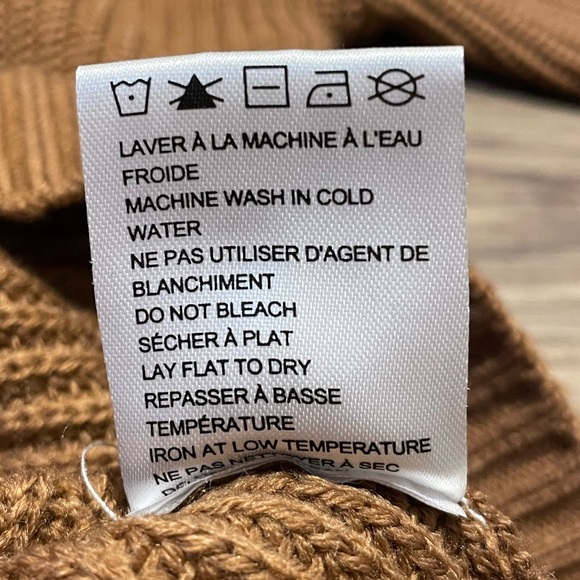 LAVER À LA MACHINE À L'EAU
FROIDE
MACHINE WASH IN COLD
WATER
NE PAS UTILISER D'AGENT DE
BLANCHIMENT
DO NOT BLEACH
SÉCHER À PLAT
LAY FLAT TO DRY
REPASSER À BASSE
TEMPÉRATURE
IRON AT LOW TEMPERATURE
NE PAS NETTOYER À SEC